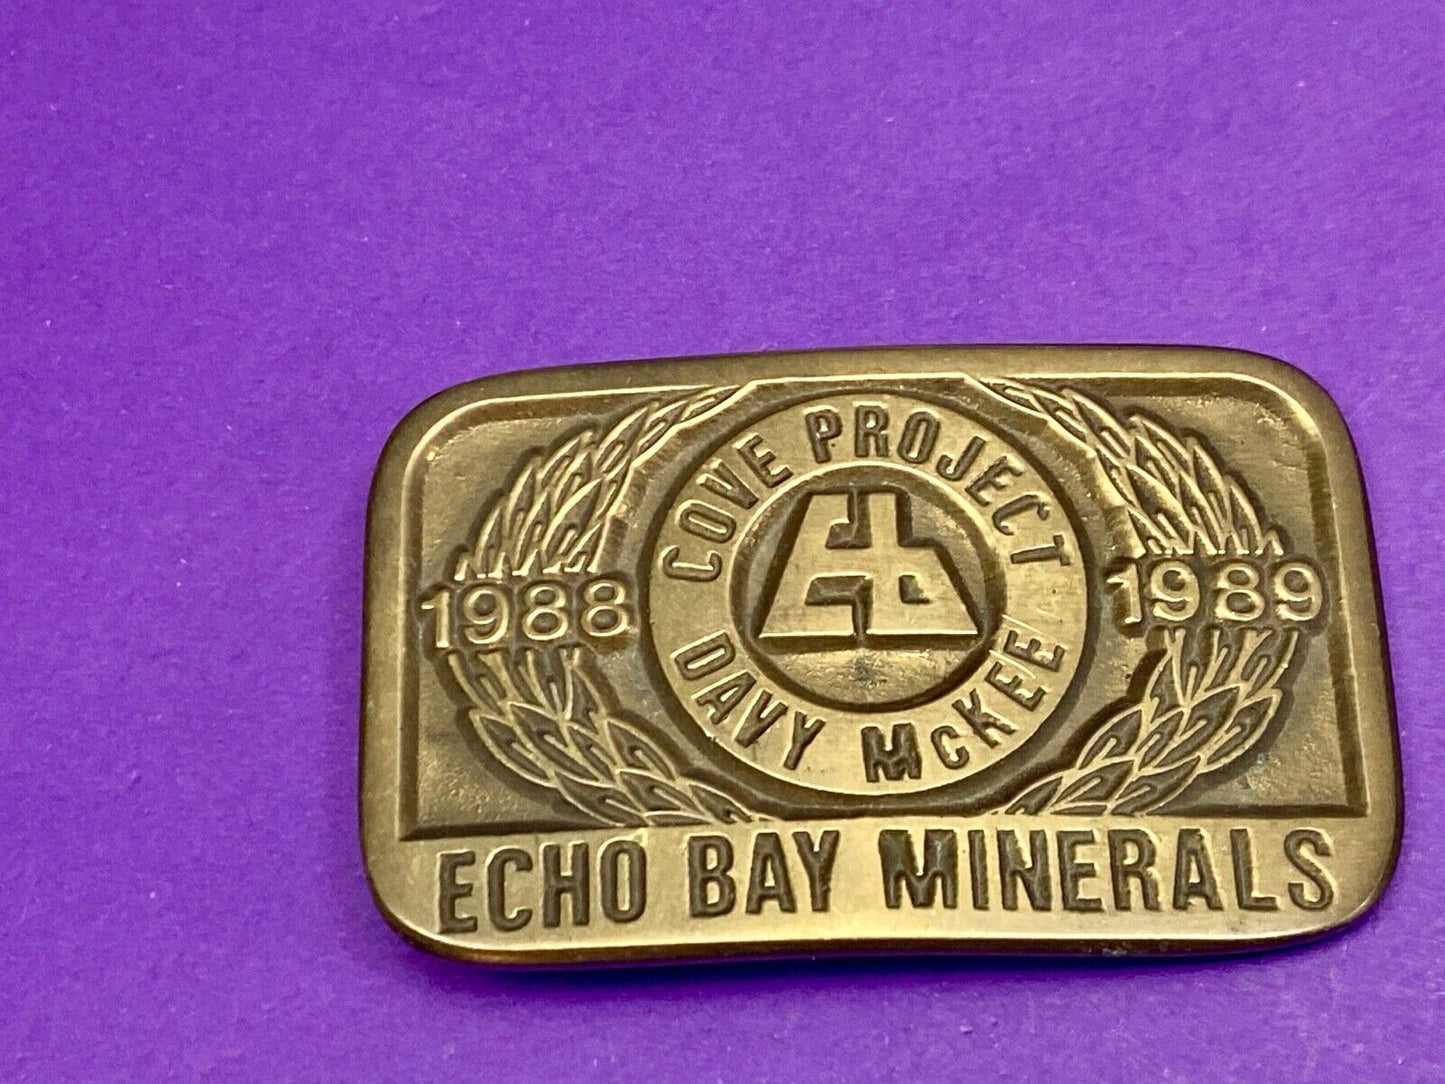 COVE PROJECT
1988
1989
DAVY McKEE
ECHO BAY MINERALS